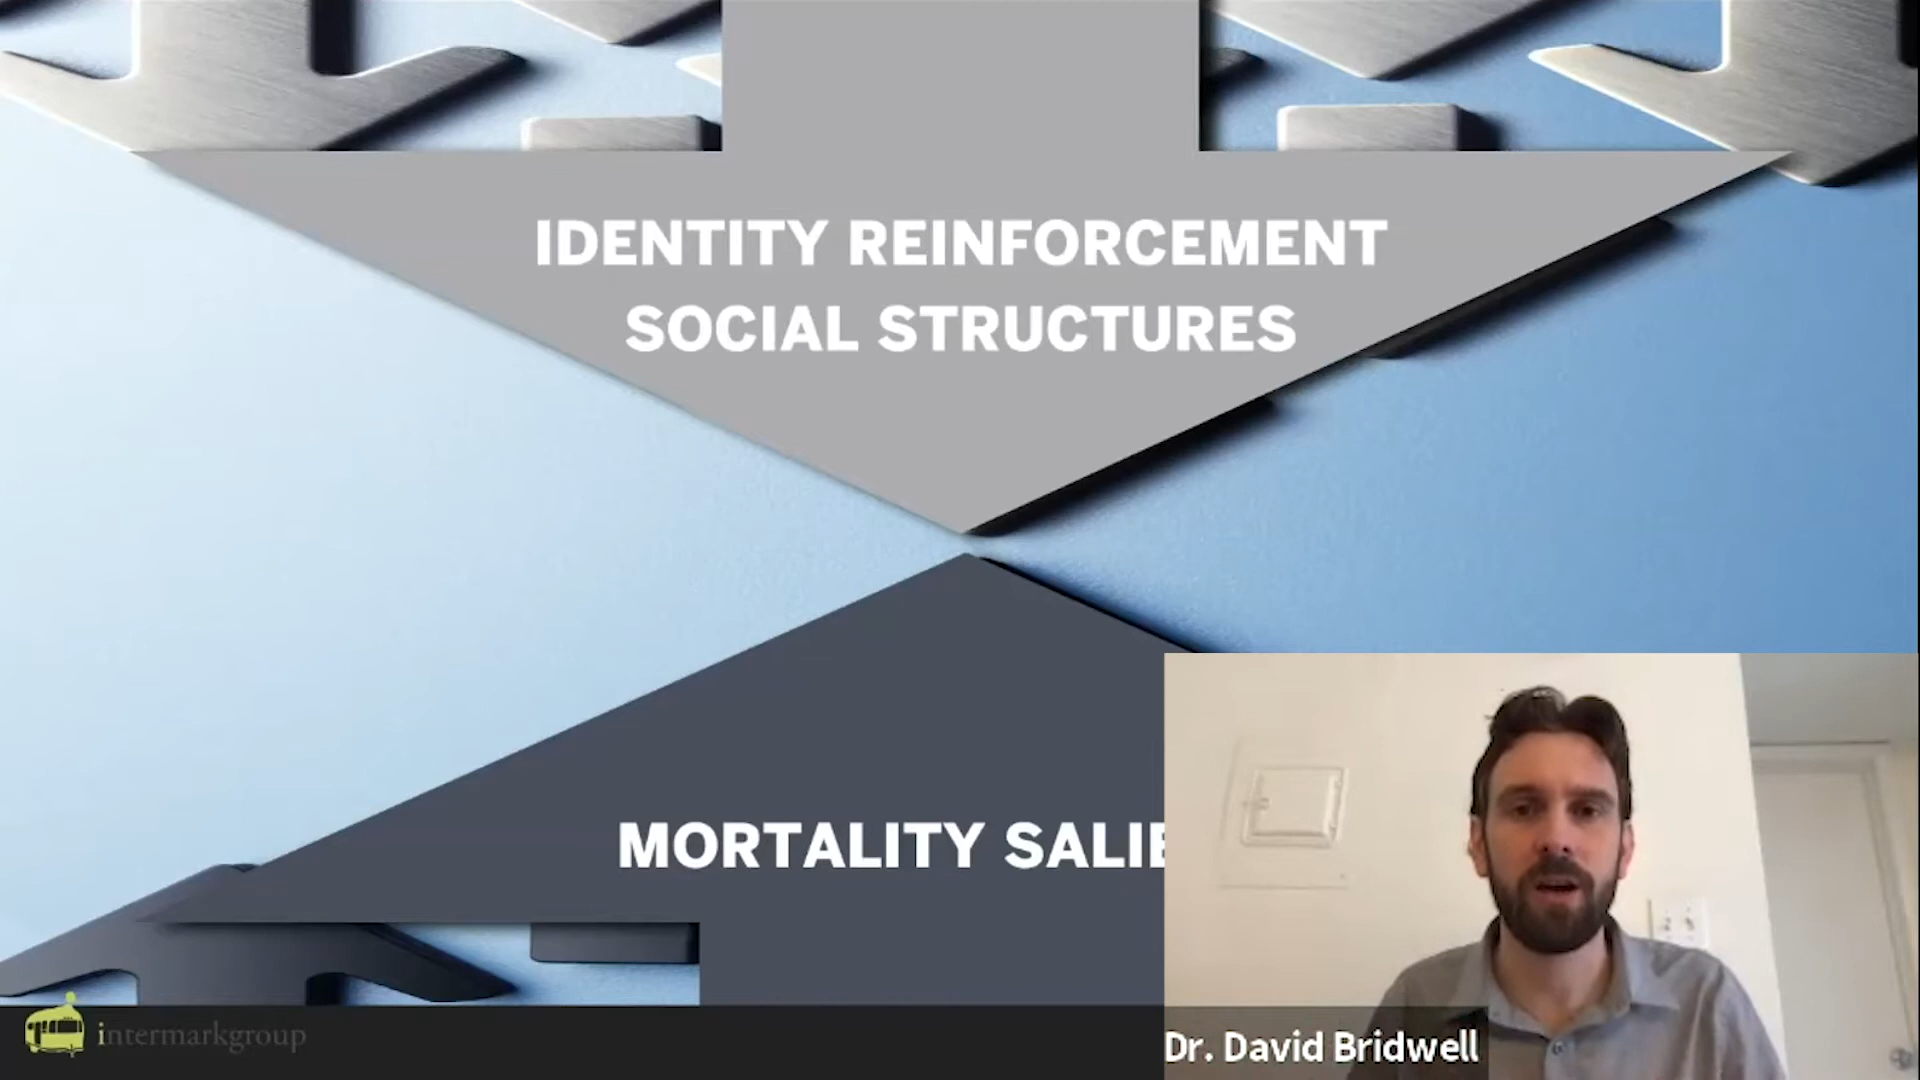 IDENTITY REINFORCEMENT
SOCIAL STRUCTURES
MORTALITY SALIE
intermarkgroup
Dr. David Bridwell